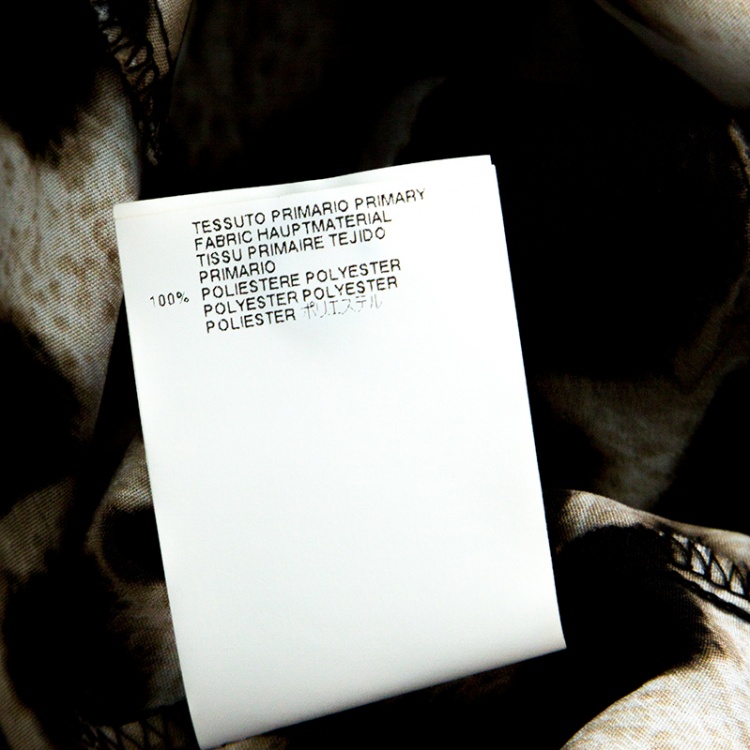 TESSUTO PRIMARIO PRIMARY
FABRIC HAUPTMATERIAL
TISSU PRIMAIRE TEJIDO
PRIMARIO
100% POLIESTERE POLYESTER
POLYESTER POLYESTER
POLIESTER ポリエステル